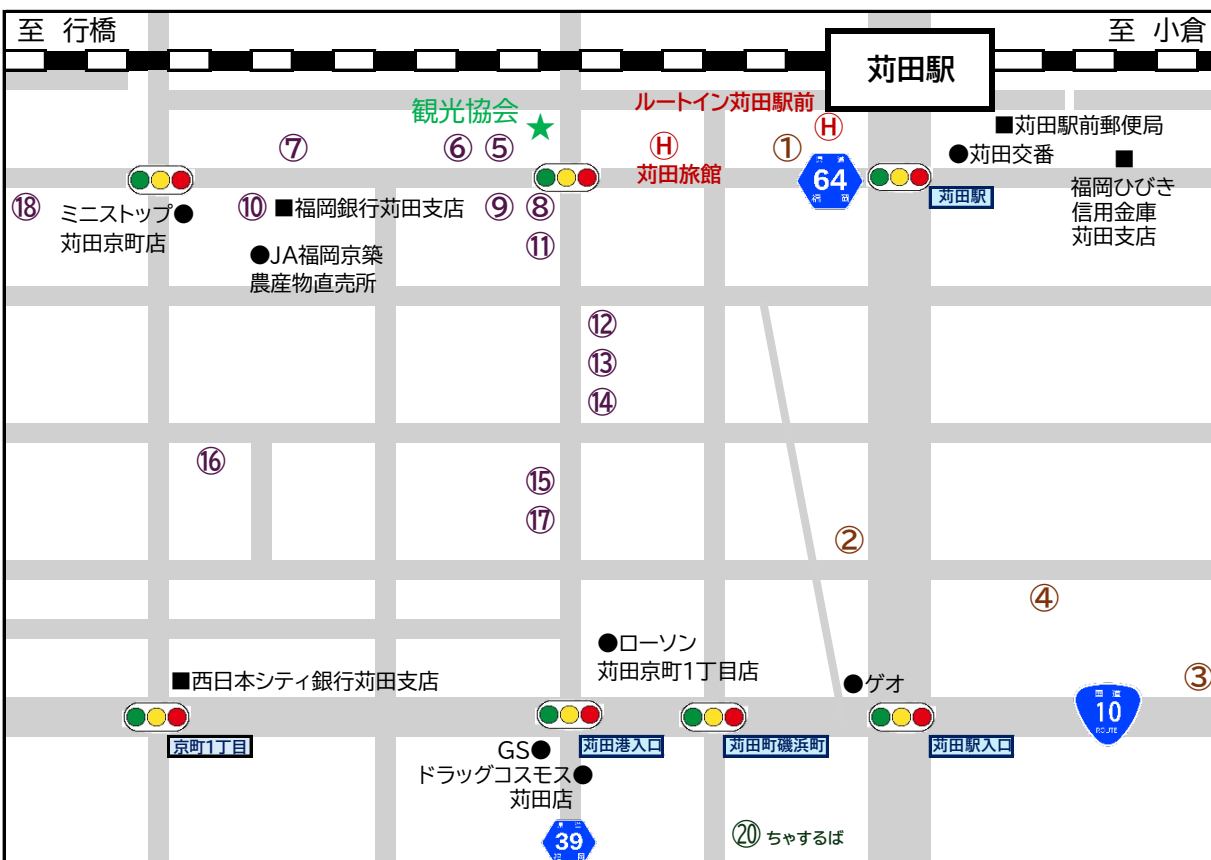 至 行橋
至 小倉
苅田駅
ルートイン苅田駅前
観光協会
H
■苅田駅前郵便局
⑦
⑥
⑤
H
①
●苅田交番
苅田旅館
県道
64
福岡
苅田駅
■
福岡ひびき
信用金庫
苅田支店
⑱
ミニストップ●
苅田京町店
⑩
■福岡銀行苅田支店
⑨
⑧
●JA福岡京築
農産物直売所
⑪
⑫
⑬
⑭
⑯
⑮
⑰
②
④
●ローソン
苅田京町1丁目店
■西日本シティ銀行苅田支店
●ゲオ
③
国道
10
ROUTE
京町1丁目
苅田港入口
苅田町磯浜町
苅田駅入口
GS●
ドラッグコスモス●
苅田店
39
⑳ ちゃするば